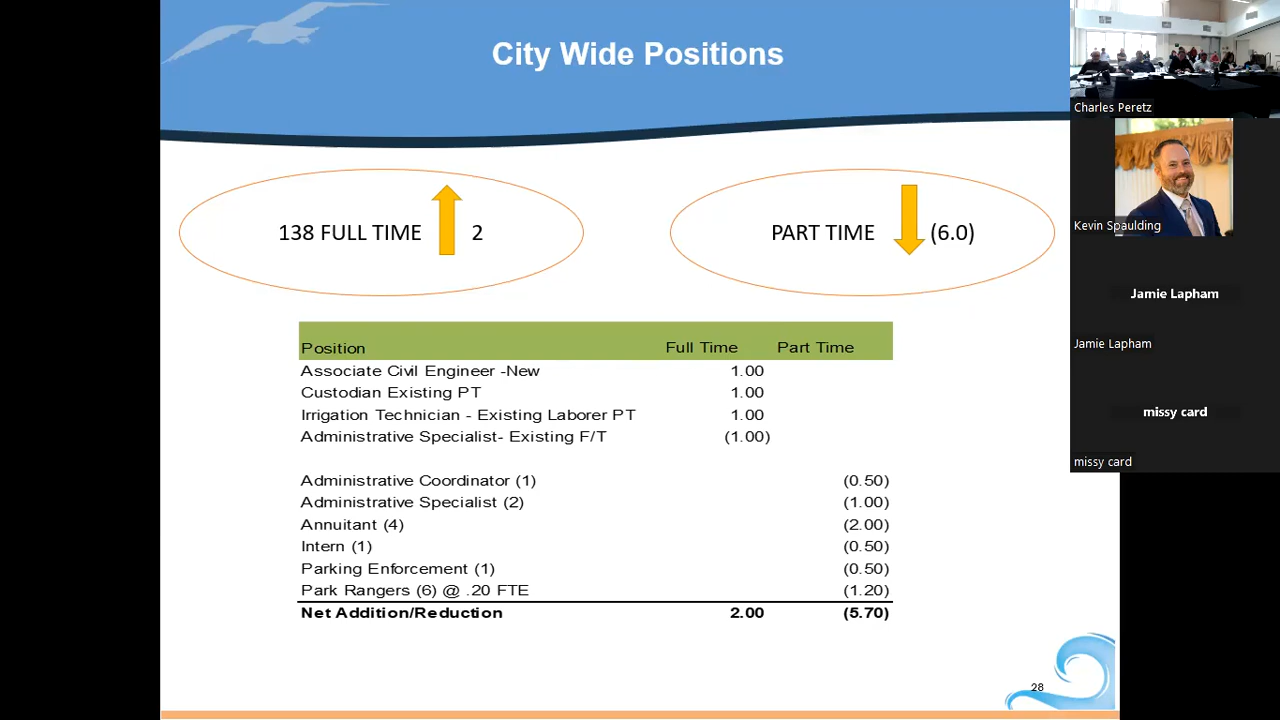 City Wide Positions
138 FULL TIME 2
PART TIME (6.0)
Position Full Time Part Time
Associate Civil Engineer -New 1.00
Custodian Existing PT 1.00
Irrigation Technician - Existing Laborer PT 1.00
Administrative Specialist- Existing F/T (1.00)
Administrative Coordinator (1) (0.50)
Administrative Specialist (2) (1.00)
Annuitant (4) (2.00)
Intern (1) (0.50)
Parking Enforcement (1) (0.50)
Park Rangers (6) @ .20 FTE (1.20)
Net Addition/Reduction 2.00 (5.70)
28
Charles Peretz
Kevin Spaulding
Jamie Lapham
Jamie Lapham
missy card
missy card